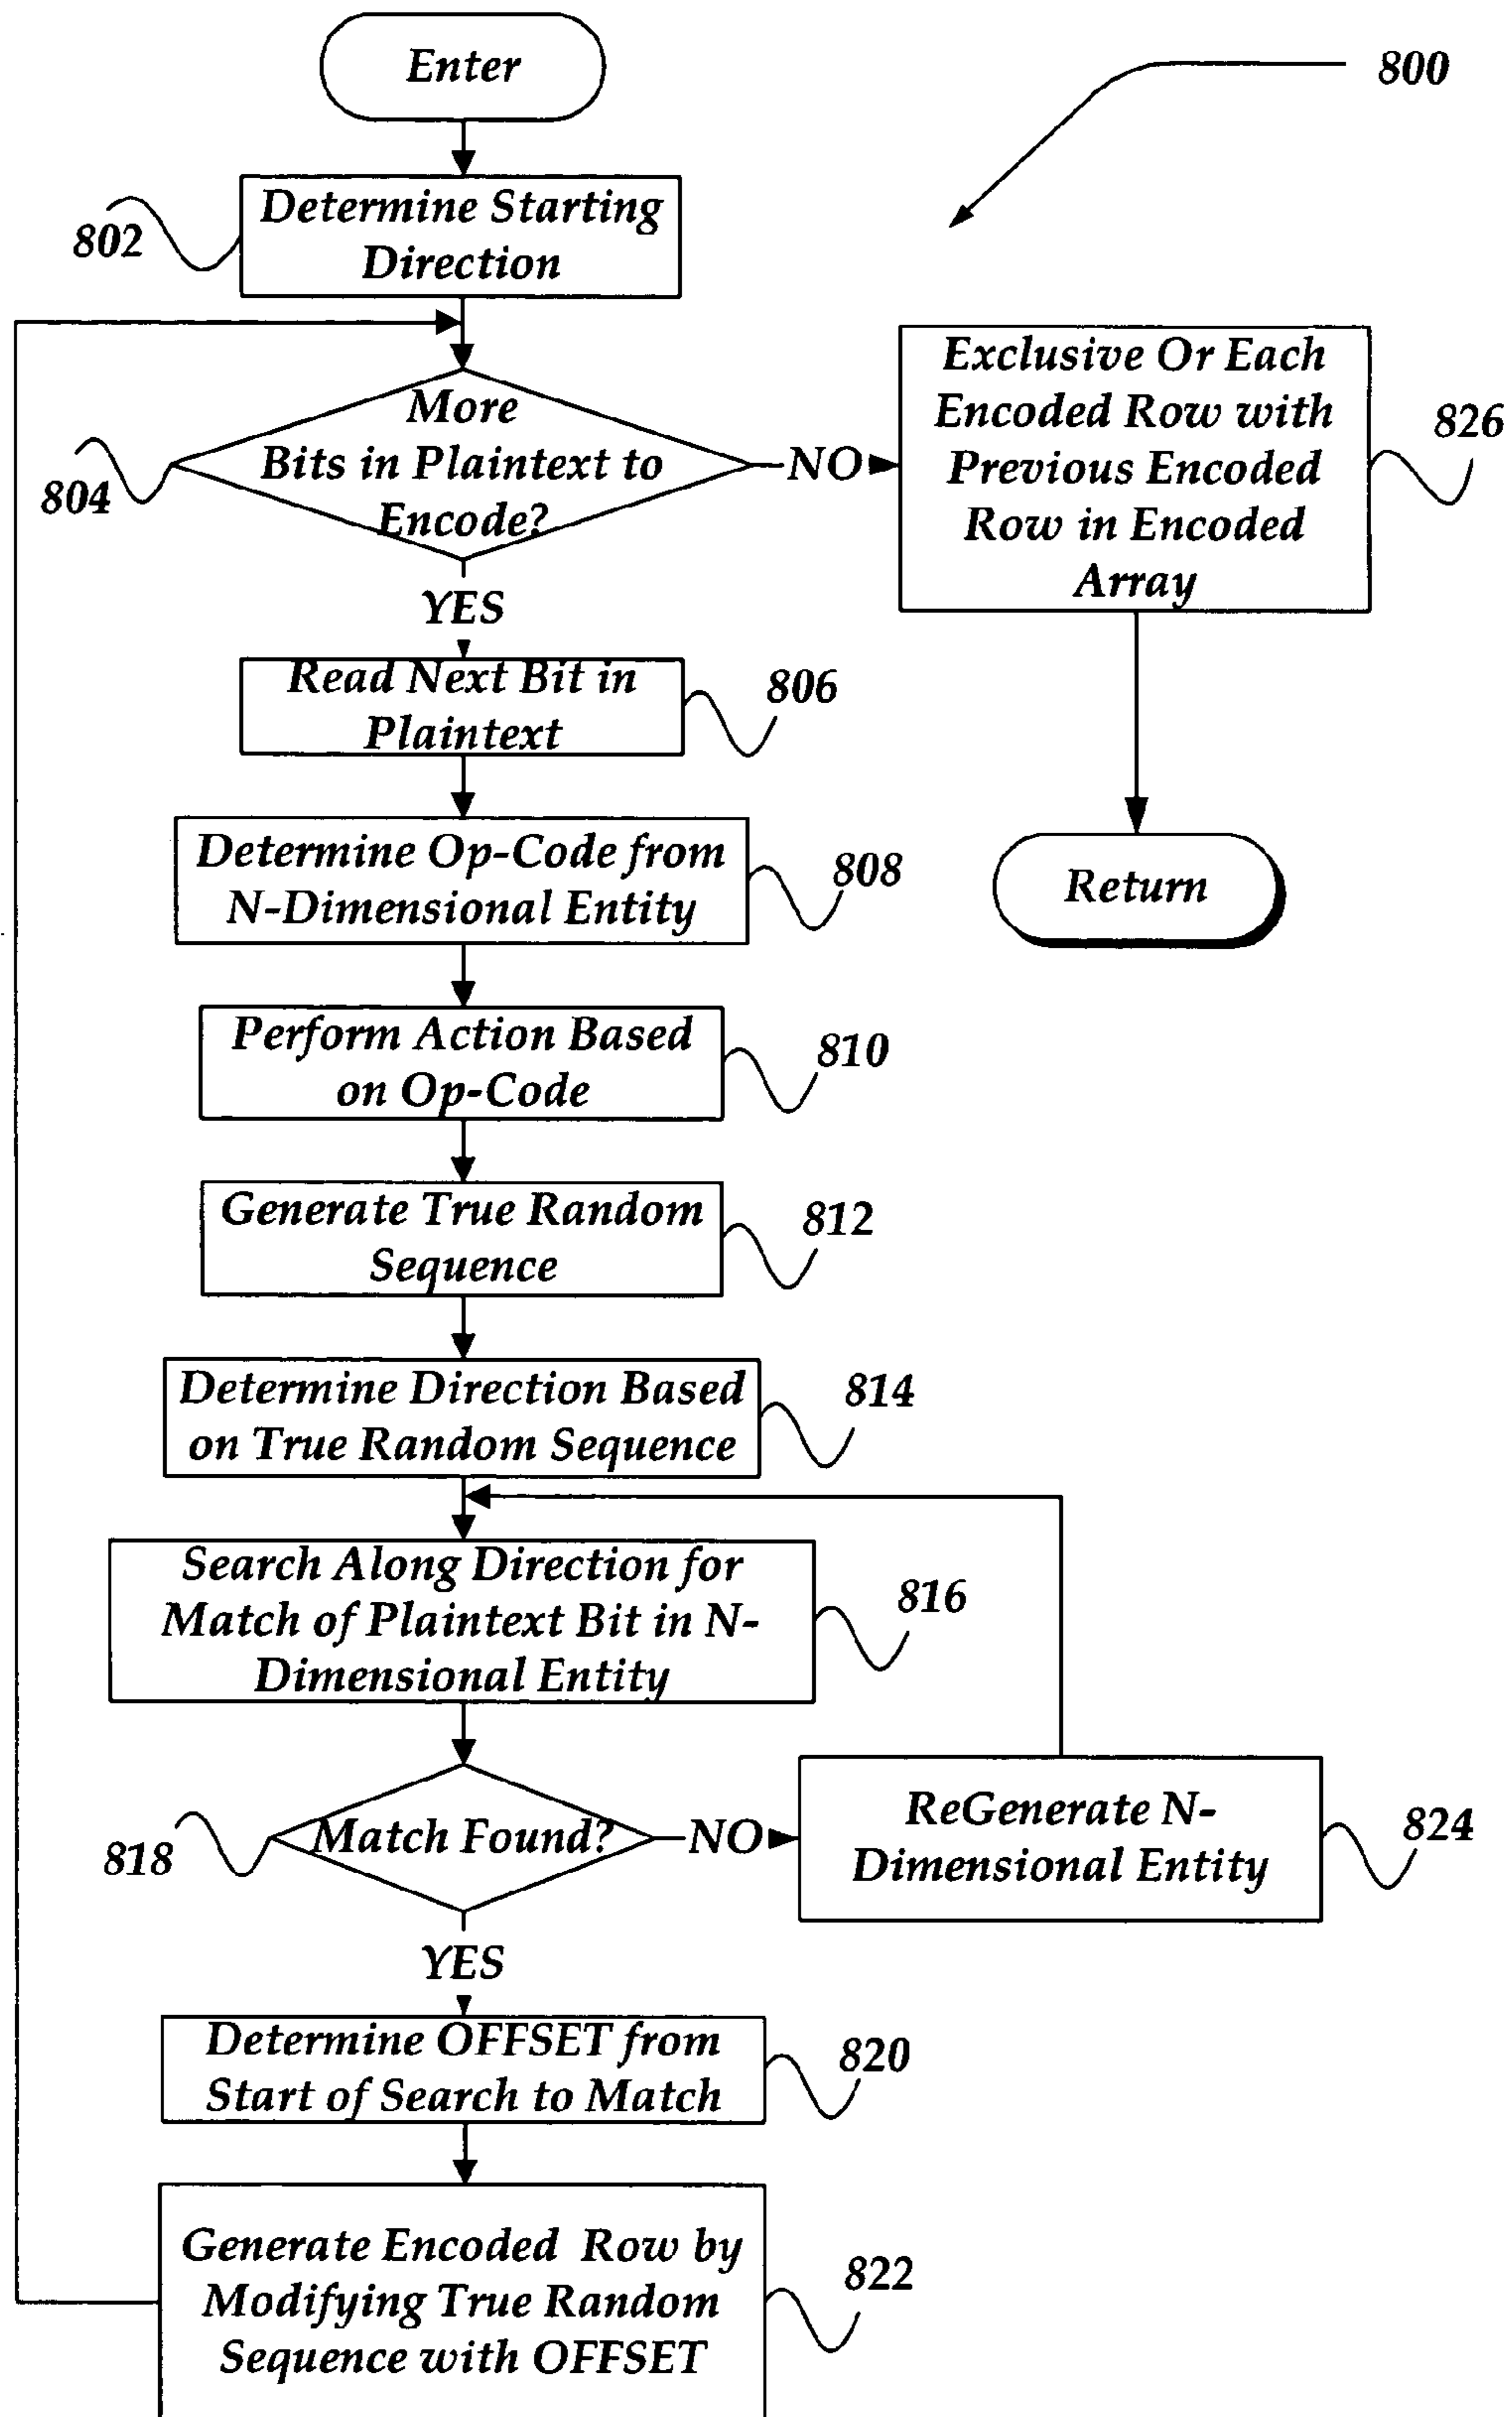 Enter
800
802
Determine Starting
Direction
804
More
Bits in Plaintext to
Encode?
NO
Exclusive Or Each
Encoded Row with
Previous Encoded
Row in Encoded
Array
826
YES
Read Next Bit in
Plaintext
806
Determine Op-Code from
N-Dimensional Entity
808
Return
Perform Action Based
on Op-Code
810
Generate True Random
Sequence
812
Determine Direction Based
on True Random Sequence
814
Search Along Direction for
Match of Plaintext Bit in N-
Dimensional Entity
816
818
Match Found?
NO
ReGenerate N-
Dimensional Entity
824
YES
Determine OFFSET from
Start of Search to Match
820
Generate Encoded Row by
Modifying True Random
Sequence with OFFSET
822